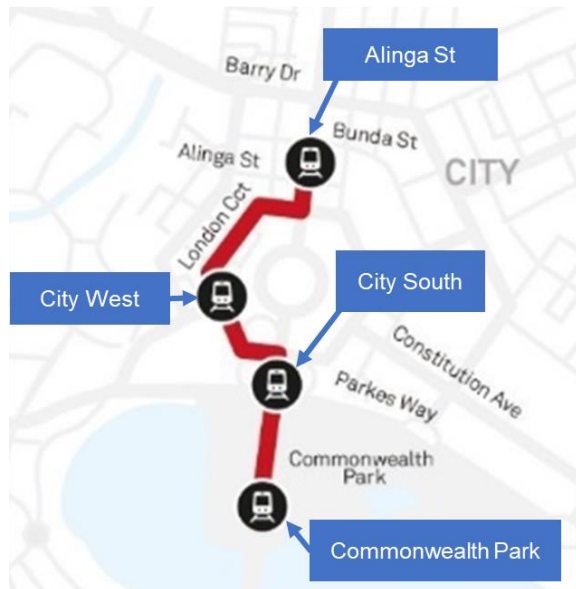 Alinga St
Barry Dr
Bunda St
Alinga St
CITY
London Cct
City West
City South
Constitution Ave
Parkes Way
Commonwealth
Park
Commonwealth Park